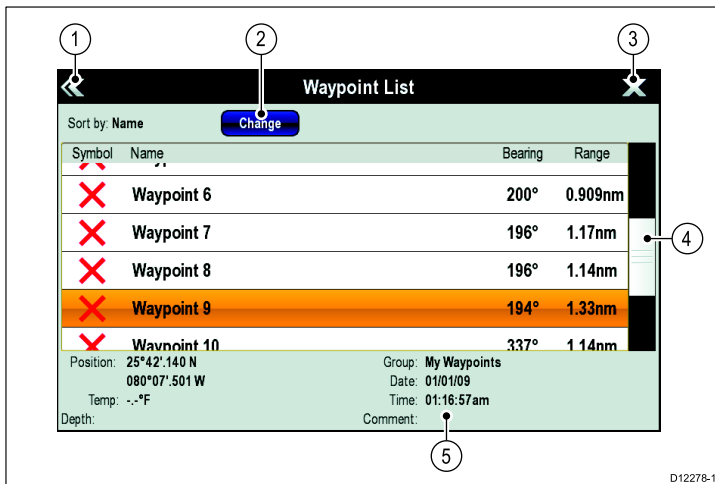 1 2 3
Waypoint List
Sort by: Name Change
Symbol Name Bearing Range
Waypoint 6 200° 0.909nm
Waypoint 7 196° 1.17nm
4
Waypoint 8 196° 1.14nm
Waypoint 9 194° 1.33nm
Waypoint 10 337° 1.14nm
Position: 25°42'.140 N Group: My Waypoints
080°07'.501 W Date: 01/01/09
Temp: -.-°F Time: 01:16:57am
Depth: Comment:
5
D12278-1